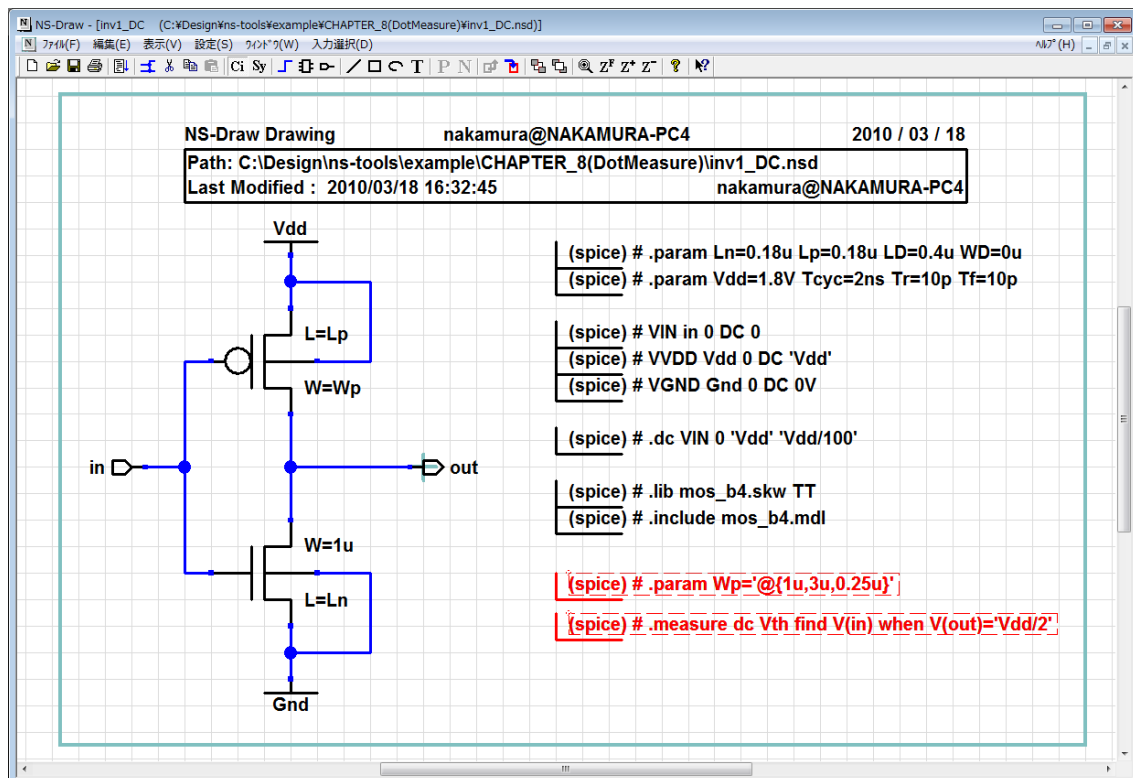 NS-Draw - [inv1_DC (C:¥Design¥ns-tools¥example¥CHAPTER_8(DotMeasure)¥inv1_DC.nsd)]
ﾌｧｲﾙ(F) 編集(E) 表示(V) 設定(S) ｳｨﾝﾄﾞｳ(W) 入力選択(D) ﾍﾙﾌﾟ(H)
Ci Sy T P N Z^F Z^+ Z^-
NS-Draw Drawing nakamura@NAKAMURA-PC4 2010 / 03 / 18
Path: C:\Design\ns-tools\example\CHAPTER_8(DotMeasure)\inv1_DC.nsd
Last Modified : 2010/03/18 16:32:45 nakamura@NAKAMURA-PC4
Vdd
L=Lp
W=Wp
in
out
W=1u
L=Ln
Gnd
(spice) # .param Ln=0.18u Lp=0.18u LD=0.4u WD=0u
(spice) # .param Vdd=1.8V Tcyc=2ns Tr=10p Tf=10p
(spice) # VIN in 0 DC 0
(spice) # VVDD Vdd 0 DC 'Vdd'
(spice) # VGND Gnd 0 DC 0V
(spice) # .dc VIN 0 'Vdd' 'Vdd/100'
(spice) # .lib mos_b4.skw TT
(spice) # .include mos_b4.mdl
(spice) # .param Wp='@{1u,3u,0.25u}'
(spice) # .measure dc Vth find V(in) when V(out)='Vdd/2'